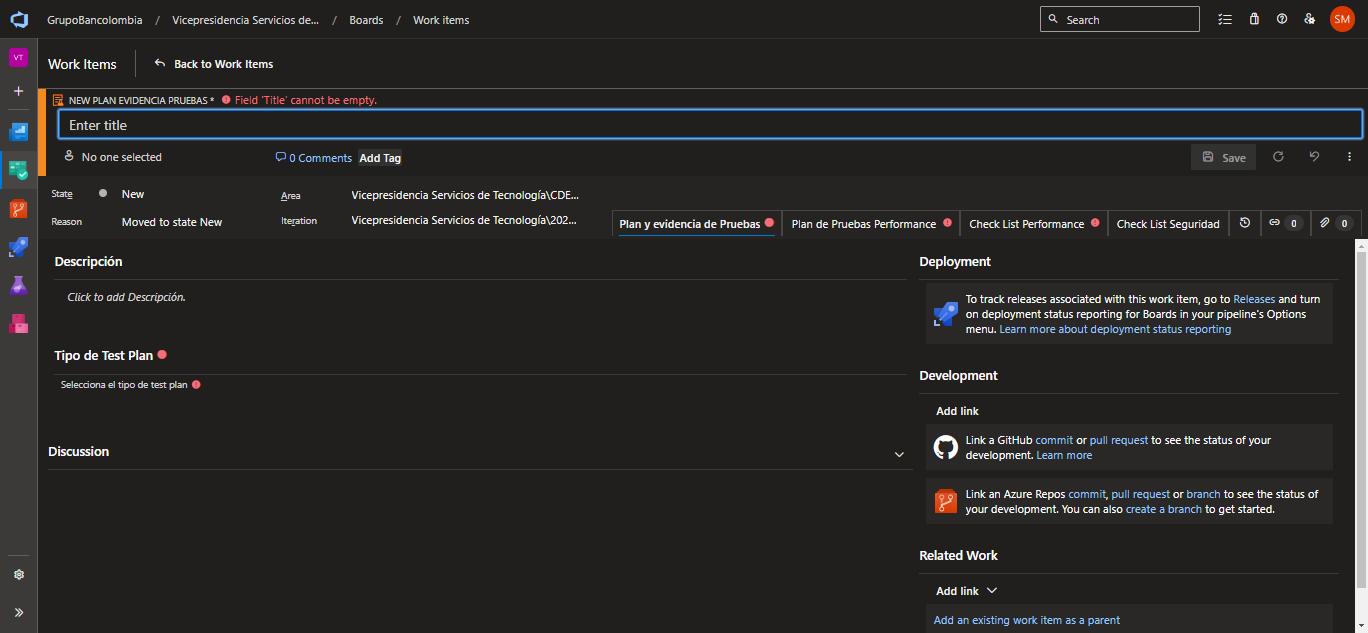 GrupoBancolombia / Vicepresidencia Servicios de... / Boards / Work items
Search
SM
VT
Work Items
Back to Work Items
NEW PLAN EVIDENCIA PRUEBAS * Field 'Title' cannot be empty.
Enter title
No one selected
0 Comments
Add Tag
Save
State
New
Area
Vicepresidencia Servicios de Tecnología\CDE...
Reason
Moved to state New
Iteration
Vicepresidencia Servicios de Tecnología\202...
Plan y evidencia de Pruebas
Plan de Pruebas Performance
Check List Performance
Check List Seguridad
0
0
Descripción
Click to add Descripción.
Tipo de Test Plan
Selecciona el tipo de test plan
Discussion
Deployment
To track releases associated with this work item, go to Releases and turn
on deployment status reporting for Boards in your pipeline's Options
menu. Learn more about deployment status reporting
Development
Add link
Link a GitHub commit or pull request to see the status of your
development. Learn more
Link an Azure Repos commit, pull request or branch to see the status of
your development. You can also create a branch to get started.
Related Work
Add link
Add an existing work item as a parent